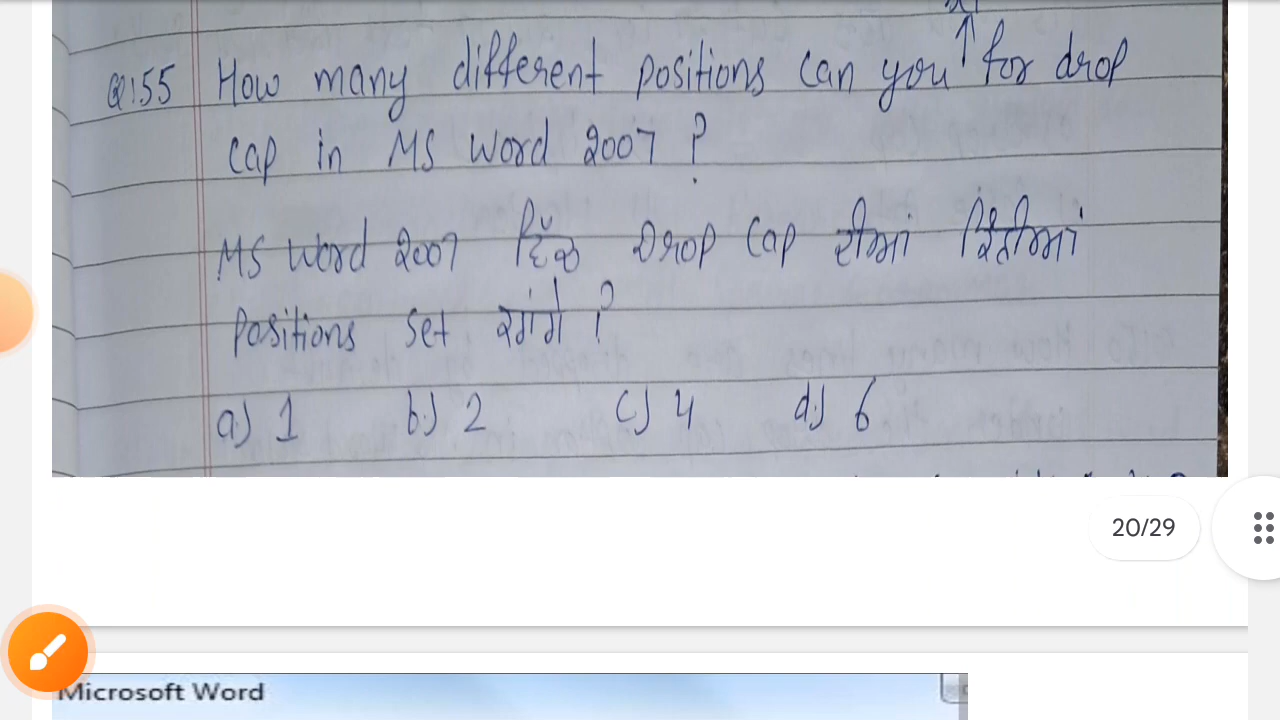 Q:55 How many different positions can you ↑ for drop
cap in MS Word 2007 ?
MS Word 2007 ਵਿੱਚ Drop Cap ਦੀਆਂ ਕਿੰਨੀਆਂ
Positions set ਕਰਾਂਗੇ ?
a.) 1 b.) 2 c.) 4 d.) 6
20/29
Microsoft Word